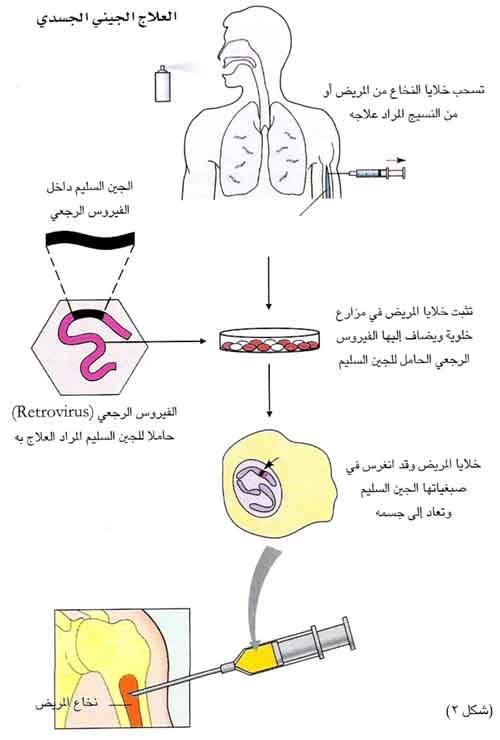 العلاج الجيني الجسدي
تسحب خلايا النخاع من المريض أو
من النسيج المراد علاجه
الجين السليم داخل
الفيروس الرجعي
تثبت خلايا المريض في مزارع
خلوية ويضاف إليها الفيروس
الرجعي الحامل للجين السليم
الفيروس الرجعي (Retrovirus)
حاملا للجين السليم المراد العلاج به
خلايا المريض وقد انغرس في
صبغياتها الجين السليم
وتعاد إلى جسمه
نخاع المريض
(شكل ٢)